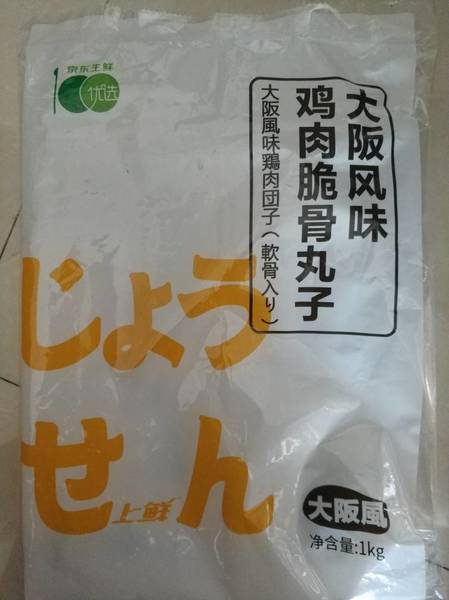 京东生鲜
100
优选
大阪风味
鸡肉脆骨丸子
大阪風味鶏肉団子(軟骨入り)
じょう
せん
上鲜
大阪風
净含量:1kg